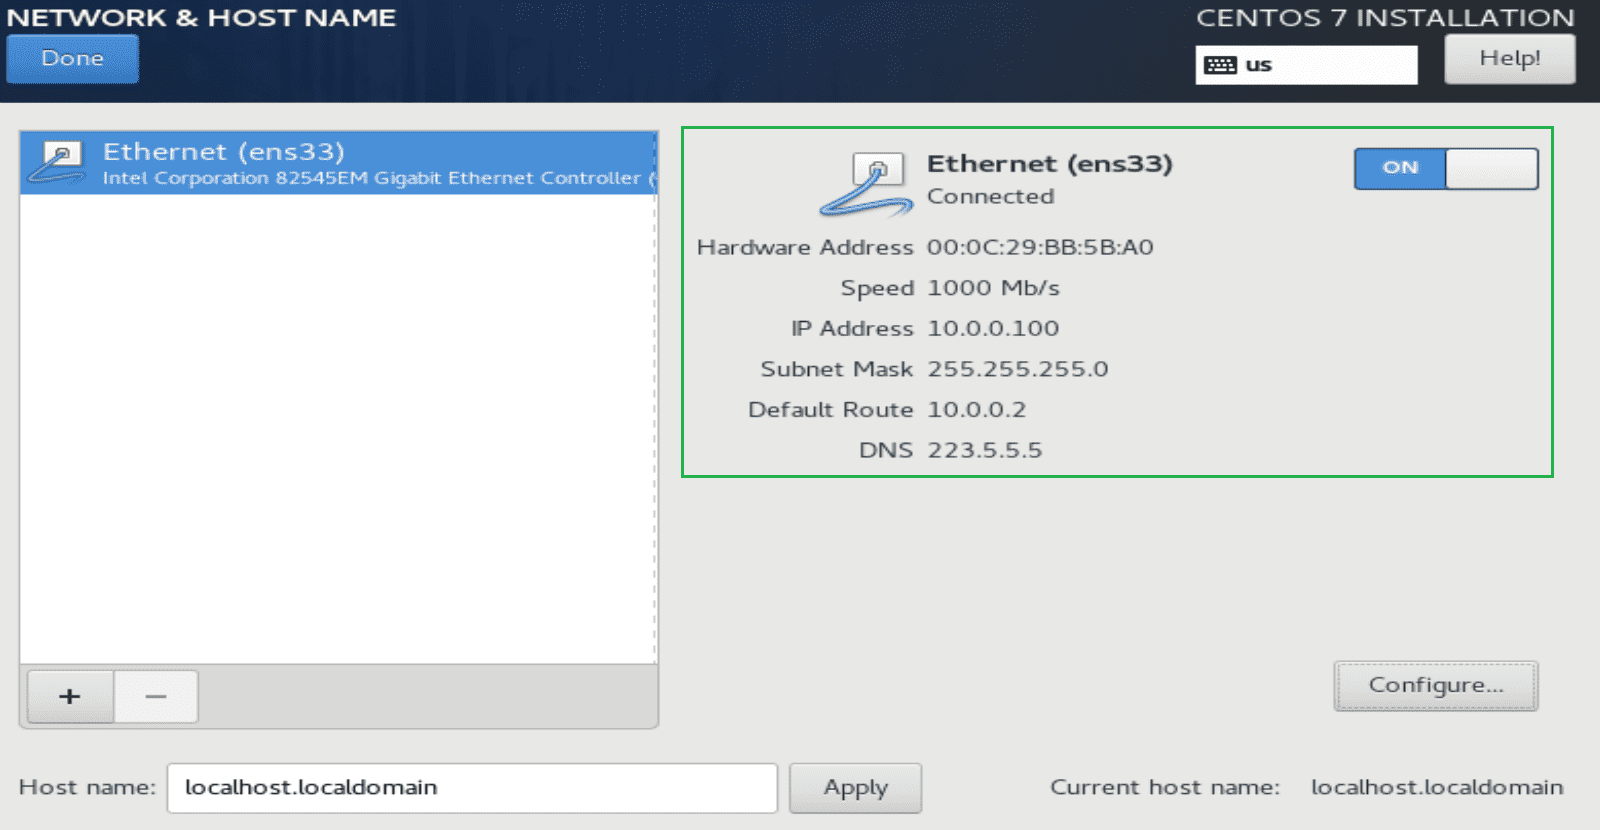 NETWORK & HOST NAME
CENTOS 7 INSTALLATION
Done
us
Help!
Ethernet (ens33)
Intel Corporation 82545EM Gigabit Ethernet Controller (
Ethernet (ens33)
Connected
ON
Hardware Address 00:0C:29:BB:5B:A0
Speed 1000 Mb/s
IP Address 10.0.0.100
Subnet Mask 255.255.255.0
Default Route 10.0.0.2
DNS 223.5.5.5
+ −
Configure...
Host name: localhost.localdomain Apply Current host name: localhost.localdomain